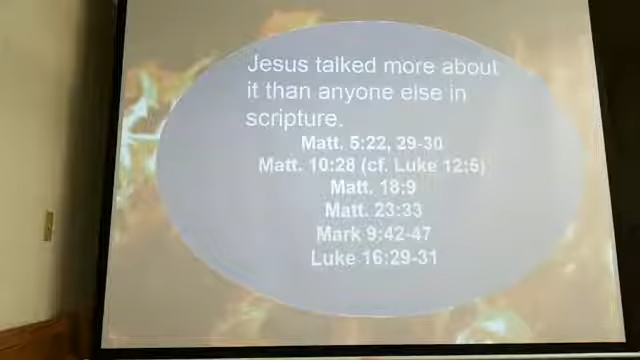 Jesus talked more about
it than anyone else in
scripture.
Matt. 5:22, 29-30
Matt. 10:28 (cf. Luke 12:5)
Matt. 18:9
Matt. 23:33
Mark 9:42-47
Luke 16:29-31